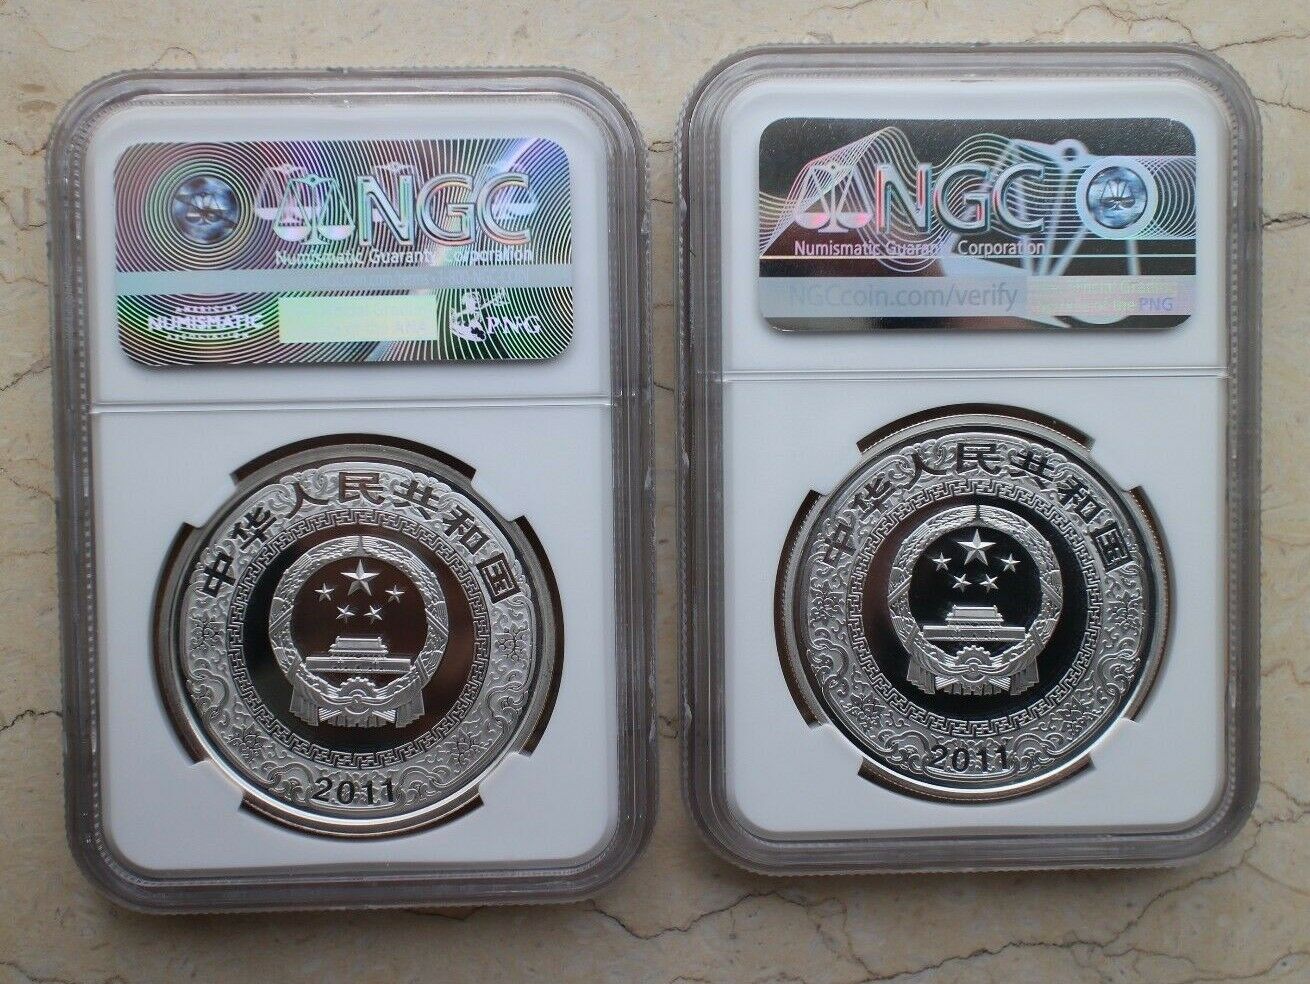 NGC
Numismatic Guaranty Corporation
NUMISMATIC
PNG
中华人民共和国
2011
NGC
Numismatic Guaranty Corporation
NGCcoin.com/verify
PNG
中华人民共和国
2011